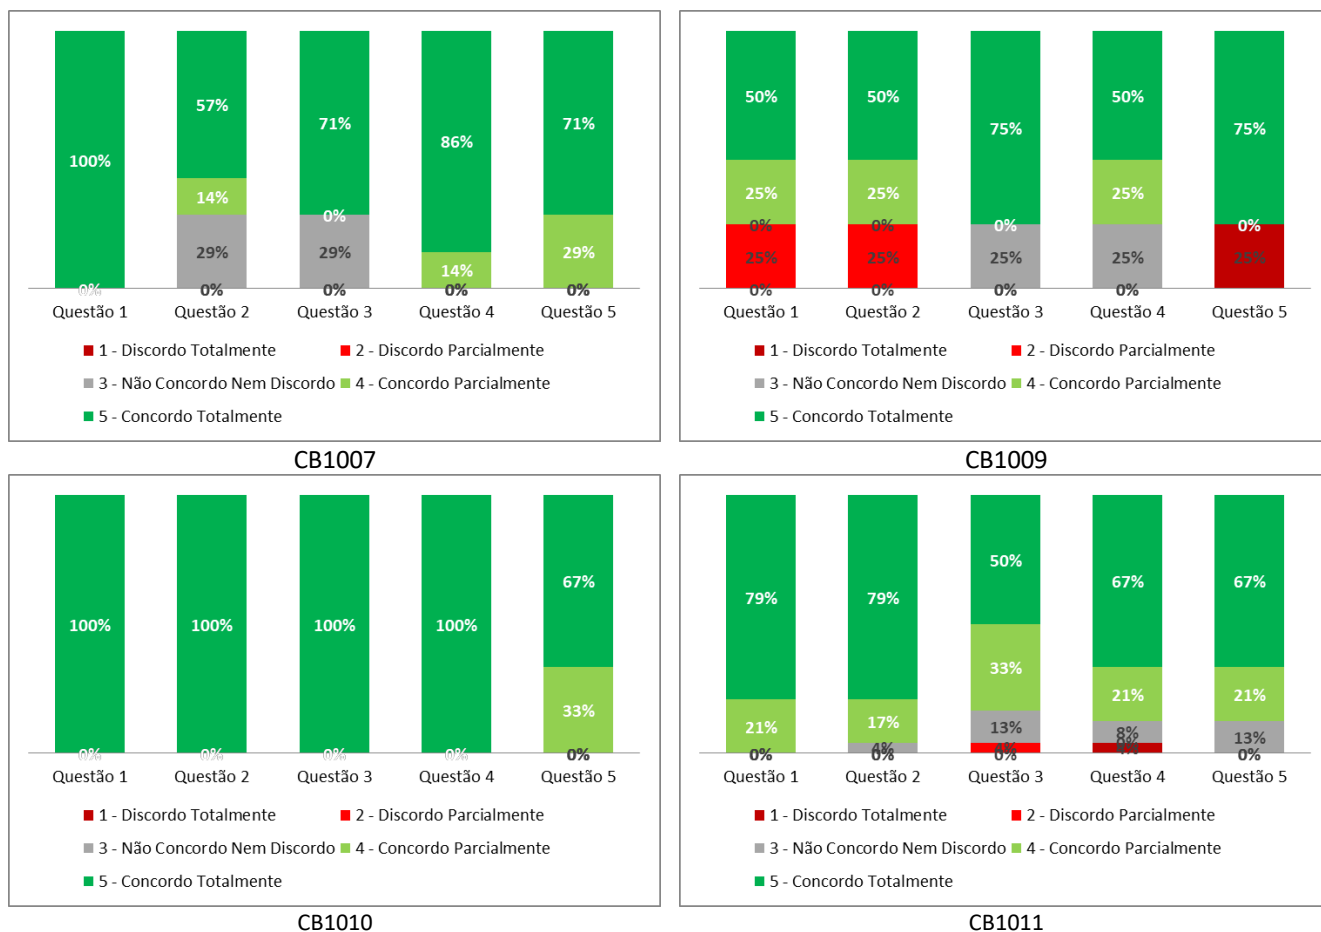 57%
71%
71%
86%
100%
14%
0%
29%
29%
29%
14%
0%
0%
0%
0%
0%
Questão 1
Questão 2
Questão 3
Questão 4
Questão 5
1 - Discordo Totalmente
2 - Discordo Parcialmente
3 - Não Concordo Nem Discordo
4 - Concordo Parcialmente
5 - Concordo Totalmente
CB1007
50%
50%
50%
75%
75%
25%
25%
25%
0%
0%
0%
0%
25%
25%
25%
25%
25%
0%
0%
0%
0%
Questão 1
Questão 2
Questão 3
Questão 4
Questão 5
1 - Discordo Totalmente
2 - Discordo Parcialmente
3 - Não Concordo Nem Discordo
4 - Concordo Parcialmente
5 - Concordo Totalmente
CB1009
67%
100%
100%
100%
100%
33%
0%
0%
0%
0%
0%
Questão 1
Questão 2
Questão 3
Questão 4
Questão 5
1 - Discordo Totalmente
2 - Discordo Parcialmente
3 - Não Concordo Nem Discordo
4 - Concordo Parcialmente
5 - Concordo Totalmente
CB1010
50%
79%
79%
67%
67%
33%
21%
17%
21%
21%
13%
8%
13%
4%
4%
0%
4%
0%
0%
0%
0%
Questão 1
Questão 2
Questão 3
Questão 4
Questão 5
1 - Discordo Totalmente
2 - Discordo Parcialmente
3 - Não Concordo Nem Discordo
4 - Concordo Parcialmente
5 - Concordo Totalmente
CB1011